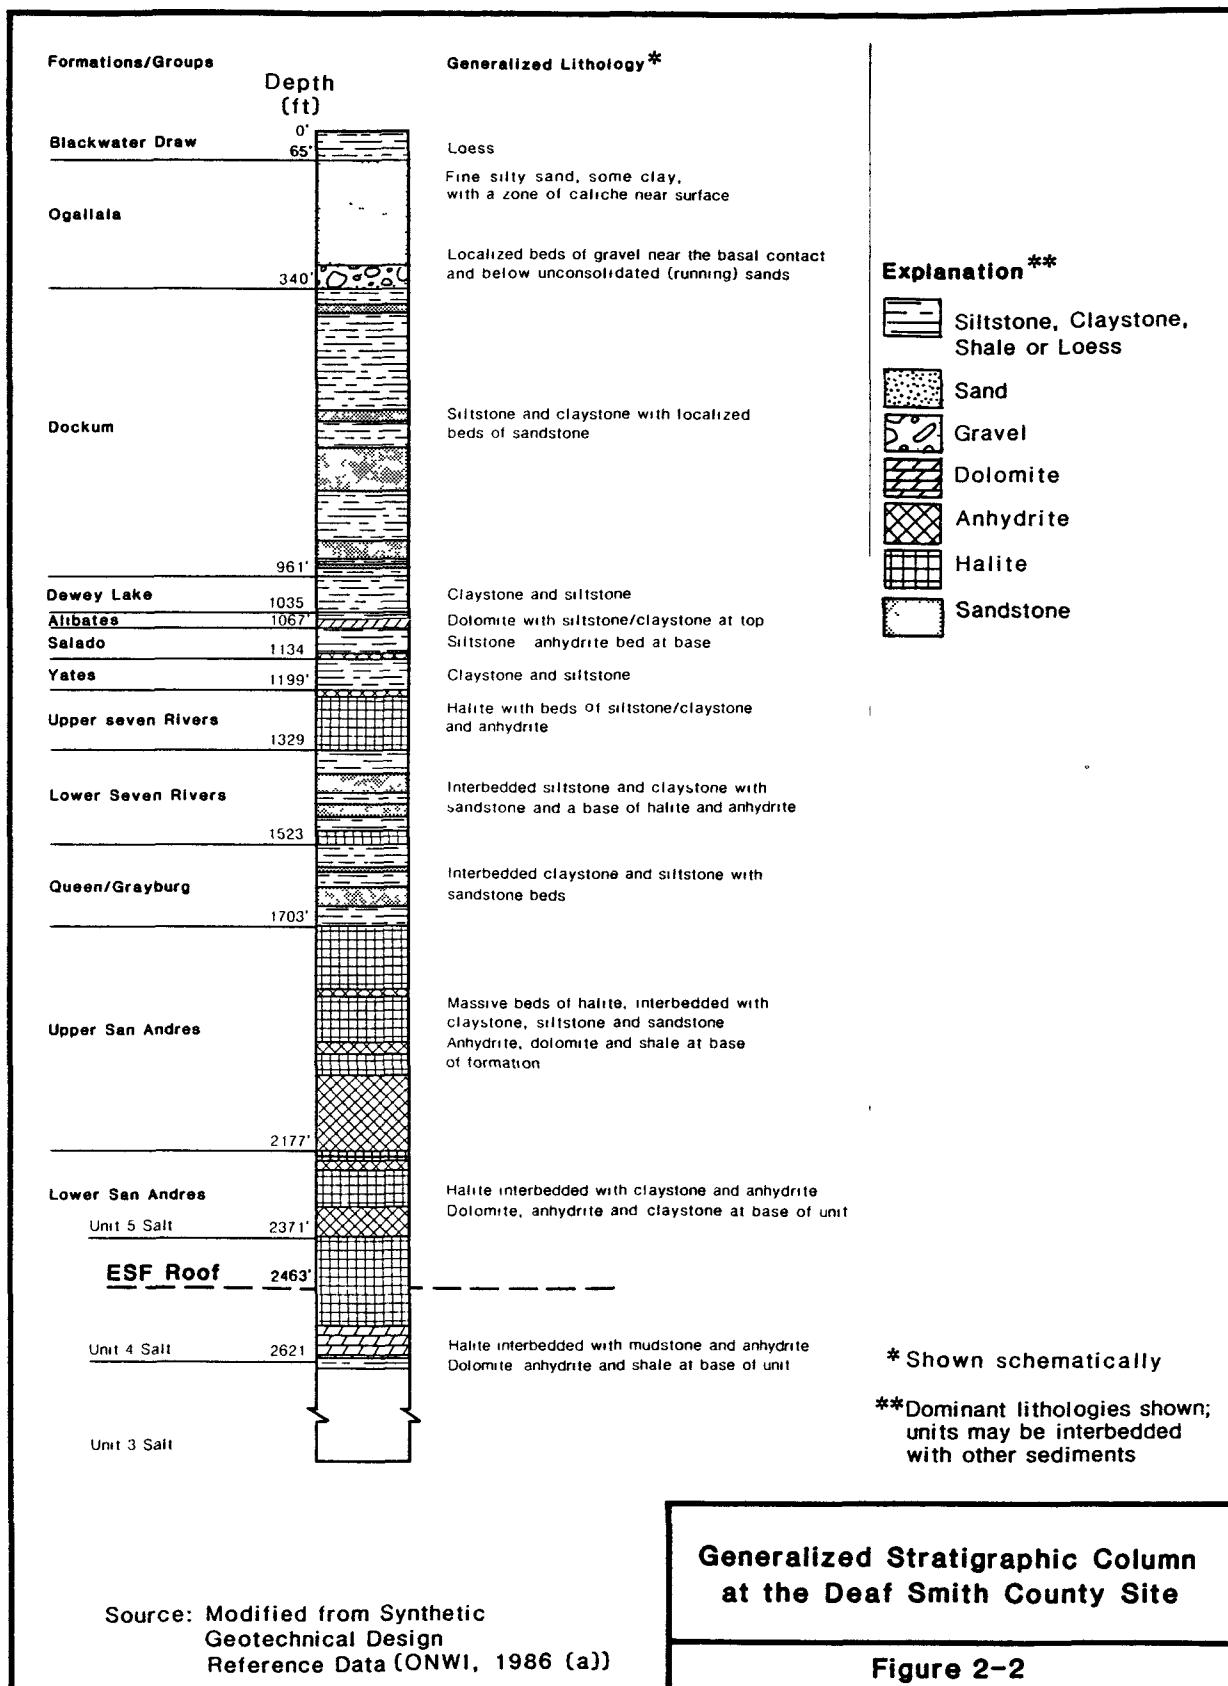 Formations/Groups
Generalized Lithology*
Depth
(ft)
0'
Blackwater Draw
65'
Loess
Fine silty sand, some clay,
with a zone of caliche near surface
Ogallala
Localized beds of gravel near the basal contact
and below unconsolidated (running) sands
340'
Dockum
Siltstone and claystone with localized
beds of sandstone
961'
Dewey Lake
1035
Claystone and siltstone
Alibates
1067'
Dolomite with siltstone/claystone at top
Salado
1134
Siltstone anhydrite bed at base
Yates
1199'
Claystone and siltstone
Upper seven Rivers
1329
Halite with beds of siltstone/claystone
and anhydrite
Lower Seven Rivers
1523
Interbedded siltstone and claystone with
sandstone and a base of halite and anhydrite
Queen/Grayburg
1703'
Interbedded claystone and siltstone with
sandstone beds
Upper San Andres
2177'
Massive beds of halite, interbedded with
claystone, siltstone and sandstone
Anhydrite, dolomite and shale at base
of formation
Lower San Andres
Halite interbedded with claystone and anhydrite
Dolomite, anhydrite and claystone at base of unit
Unit 5 Salt
2371'
ESF Roof
2463'
Unit 4 Salt
2621
Halite interbedded with mudstone and anhydrite
Dolomite anhydrite and shale at base of unit
Unit 3 Salt
Explanation**
Siltstone, Claystone,
Shale or Loess
Sand
Gravel
Dolomite
Anhydrite
Halite
Sandstone
*Shown schematically
**Dominant lithologies shown;
units may be interbedded
with other sediments
Generalized Stratigraphic Column
at the Deaf Smith County Site
Figure 2-2
Source: Modified from Synthetic
Geotechnical Design
Reference Data (ONWI, 1986 (a))